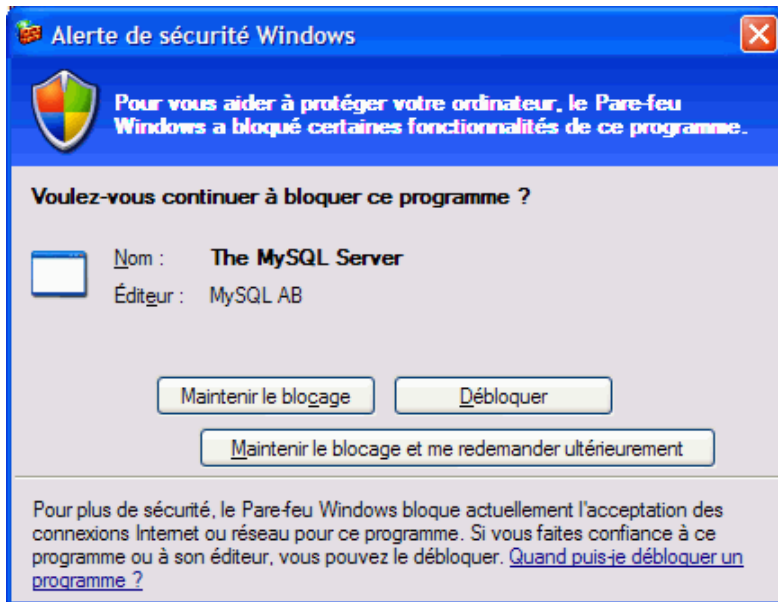 Alerte de sécurité Windows
Pour vous aider à protéger votre ordinateur, le Pare-feu
Windows a bloqué certaines fonctionnalités de ce programme.
Voulez-vous continuer à bloquer ce programme ?
Nom : The MySQL Server
Éditeur : MySQL AB
Maintenir le blocage Débloquer
Maintenir le blocage et me redemander ultérieurement
Pour plus de sécurité, le Pare-feu Windows bloque actuellement l'acceptation des
connexions Internet ou réseau pour ce programme. Si vous faites confiance à ce
programme ou à son éditeur, vous pouvez le débloquer. Quand puis-je débloquer un
programme ?